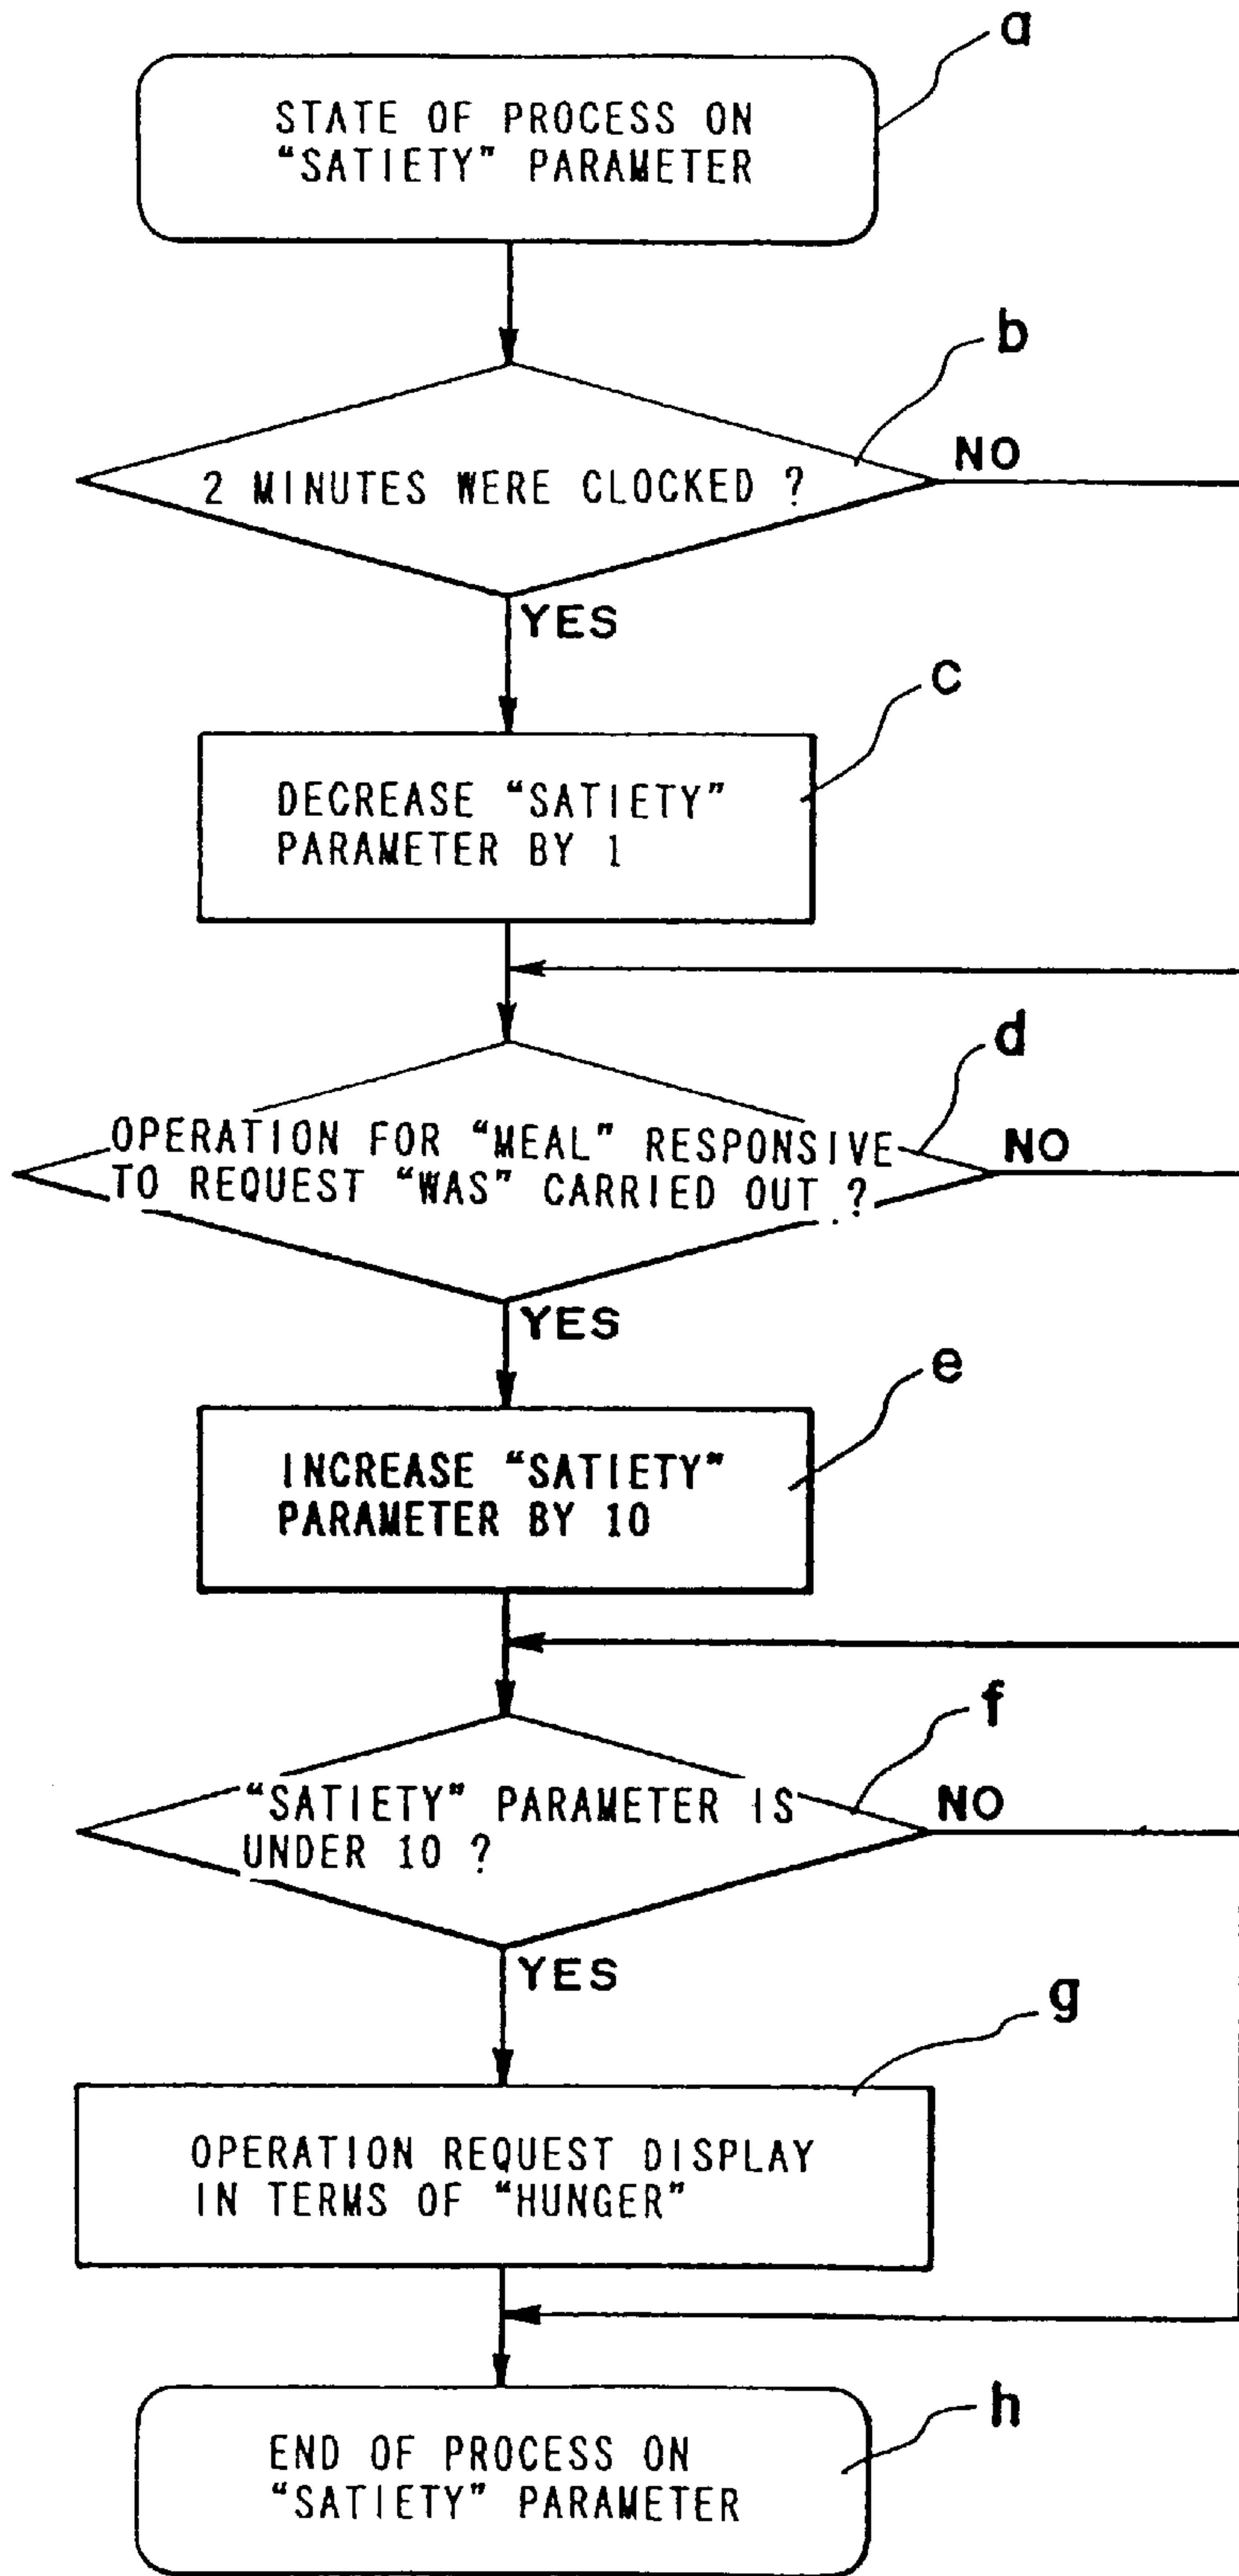 a
STATE OF PROCESS ON
“SATIETY” PARAMETER
b
2 MINUTES WERE CLOCKED ?
NO
YES
c
DECREASE “SATIETY”
PARAMETER BY 1
d
OPERATION FOR “MEAL” RESPONSIVE
TO REQUEST “WAS” CARRIED OUT ?
NO
YES
e
INCREASE “SATIETY”
PARAMETER BY 10
f
“SATIETY” PARAMETER IS
UNDER 10 ?
NO
YES
g
OPERATION REQUEST DISPLAY
IN TERMS OF “HUNGER”
h
END OF PROCESS ON
“SATIETY” PARAMETER